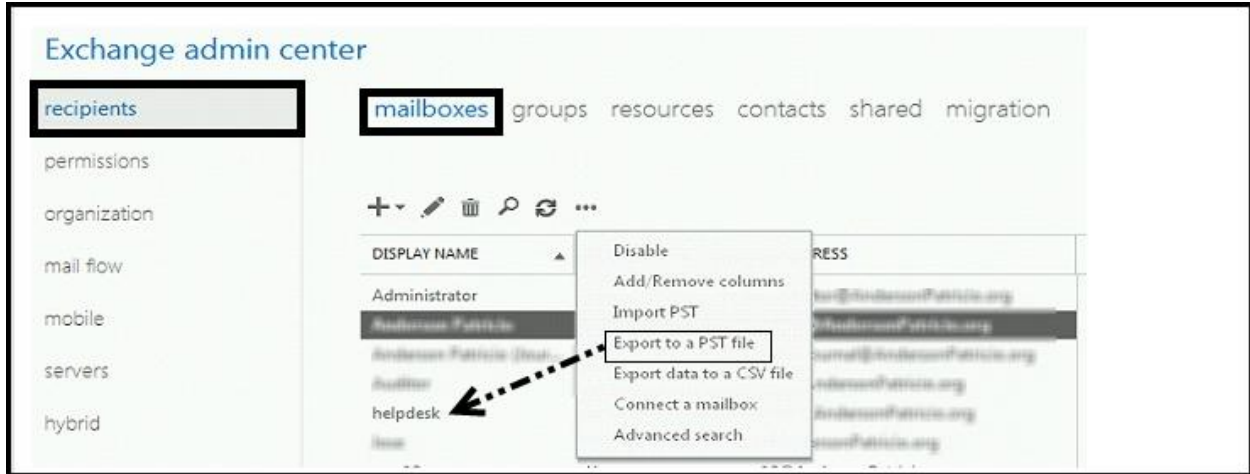 Exchange admin center
recipients
permissions
organization
mail flow
mobile
servers
hybrid
mailboxes groups resources contacts shared migration
DISPLAY NAME
RESS
Administrator
helpdesk
Disable
Add/Remove columns
Import PST
Export to a PST file
Export data to a CSV file
Connect a mailbox
Advanced search